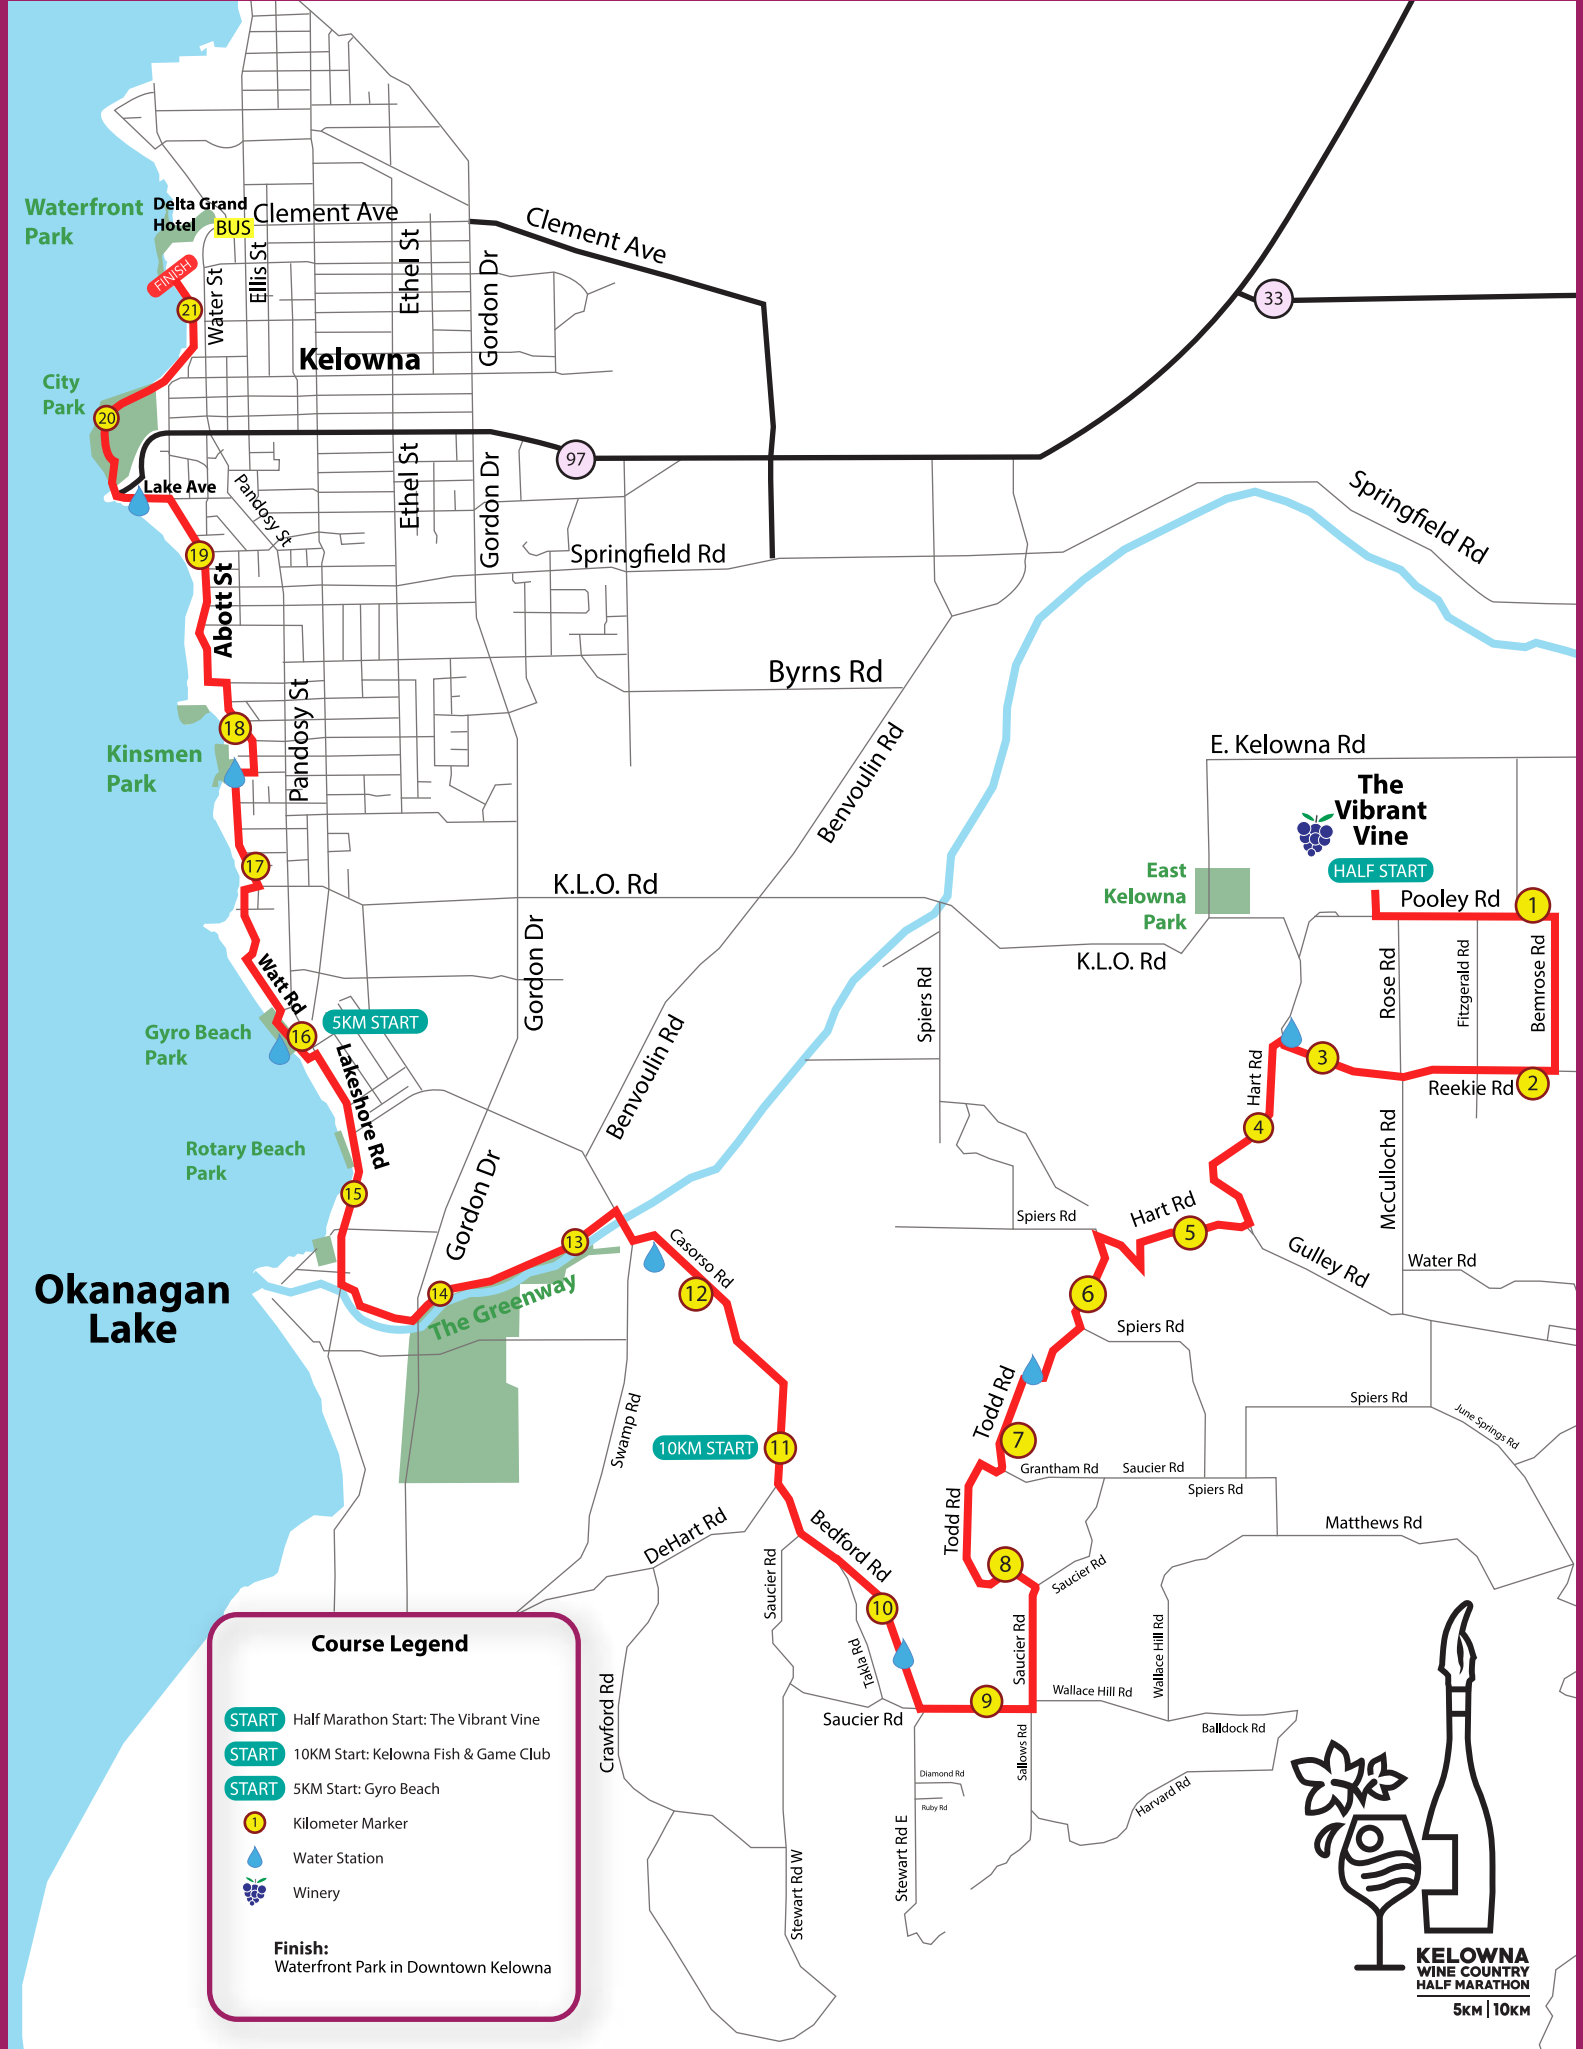 Waterfront
Park
Delta Grand
Hotel
BUS
Clement Ave
Clement Ave
FINISH
21
Water St
Ellis St
Ethel St
Gordon Dr
33
Kelowna
City
Park
20
97
Lake Ave
Pandosy St
Ethel St
Gordon Dr
Springfield Rd
Springfield Rd
19
Abott St
Byrns Rd
Pandosy St
18
Kinsmen
Park
Benvoulin Rd
E. Kelowna Rd
The
Vibrant
Vine
HALF START
17
K.L.O. Rd
East
Kelowna
Park
Pooley Rd
1
Gordon Dr
K.L.O. Rd
Spiers Rd
Rose Rd
Fitzgerald Rd
Bemrose Rd
Watt Rd
Gyro Beach
Park
16
5KM START
Lakeshore Rd
Benvoulin Rd
Hart Rd
3
Reekie Rd
2
4
McCulloch Rd
Rotary Beach
Park
15
Gordon Dr
Spiers Rd
Hart Rd
5
Gulley Rd
Water Rd
13
Casorso Rd
12
6
14
The Greenway
Okanagan
Lake
Spiers Rd
Todd Rd
Swamp Rd
Spiers Rd
June Springs Rd
10KM START
11
7
Grantham Rd
Saucier Rd
Spiers Rd
Todd Rd
DeHart Rd
Bedford Rd
Matthews Rd
8
Saucier Rd
Saucier Rd
10
Takla Rd
Saucier Rd
Wallace Hill Rd
9
Wallace Hill Rd
Crawford Rd
Saucier Rd
Balldock Rd
Sallows Rd
Diamond Rd
Ruby Rd
Harvard Rd
Stewart Rd E
Stewart Rd W
Course Legend
START Half Marathon Start: The Vibrant Vine
START 10KM Start: Kelowna Fish & Game Club
START 5KM Start: Gyro Beach
1 Kilometer Marker
Water Station
Winery
Finish:
Waterfront Park in Downtown Kelowna
KELOWNA
WINE COUNTRY
HALF MARATHON
5KM | 10KM